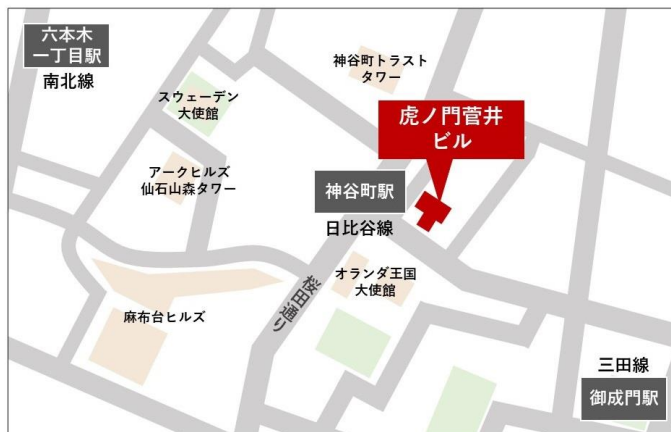 六本木
一丁目駅
南北線
神谷町トラスト
タワー
スウェーデン
大使館
虎ノ門菅井
ビル
アークヒルズ
仙石山森タワー
神谷町駅
日比谷線
オランダ王国
大使館
桜田通り
麻布台ヒルズ
三田線
御成門駅